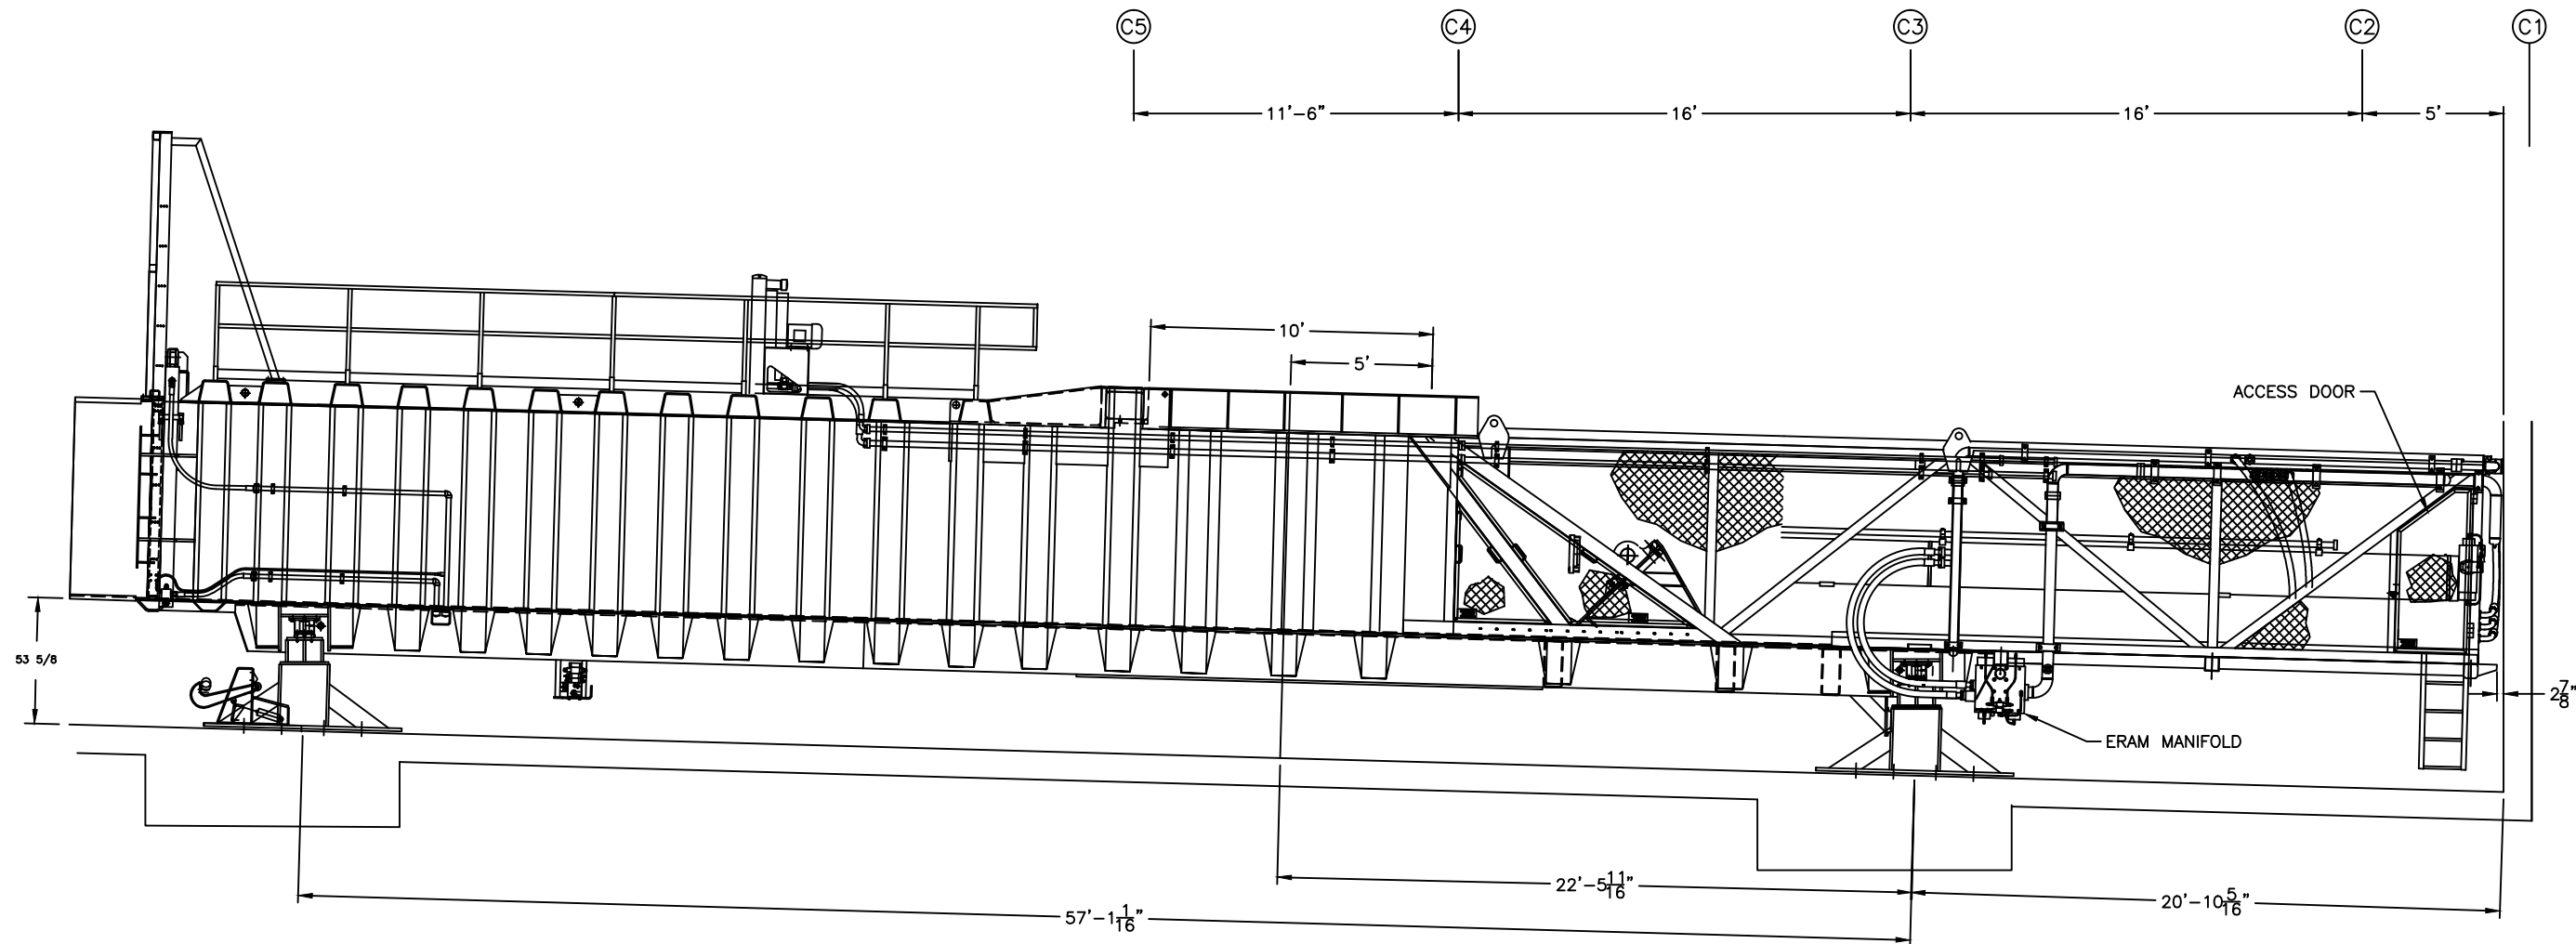 C5 C4 C3 C2 C1
11'-6" 16' 16' 5'
10'
5'
ACCESS DOOR
53 5/8
2 7/8"
ERAM MANIFOLD
22'-5 11/16"
20'-10 5/16"
57'-1 1/16"